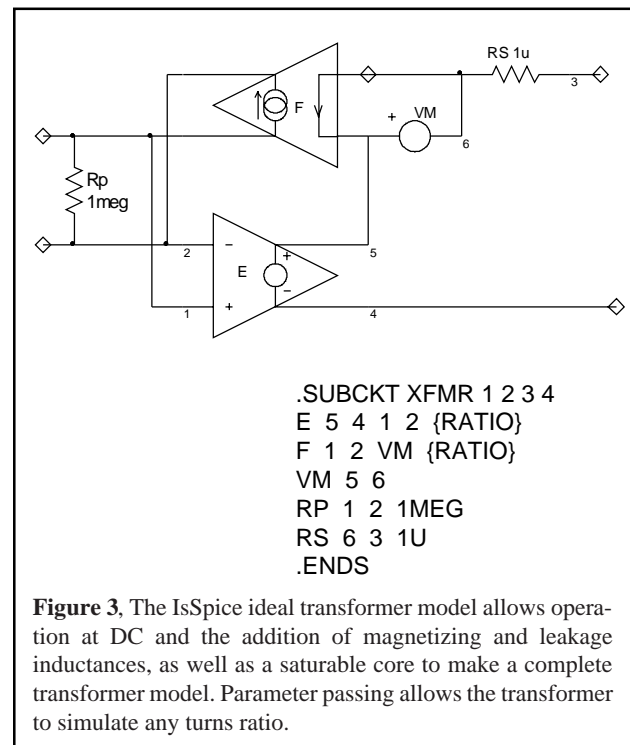 RS 1u
3
F
+
VM
6
Rp
1meg
2
−
+
5
E
−
1
+
4
.SUBCKT XFMR 1 2 3 4
E 5 4 1 2 {RATIO}
F 1 2 VM {RATIO}
VM 5 6
RP 1 2 1MEG
RS 6 3 1U
.ENDS
Figure 3, The IsSpice ideal transformer model allows opera-
tion at DC and the addition of magnetizing and leakage
inductances, as well as a saturable core to make a complete
transformer model. Parameter passing allows the transformer
to simulate any turns ratio.